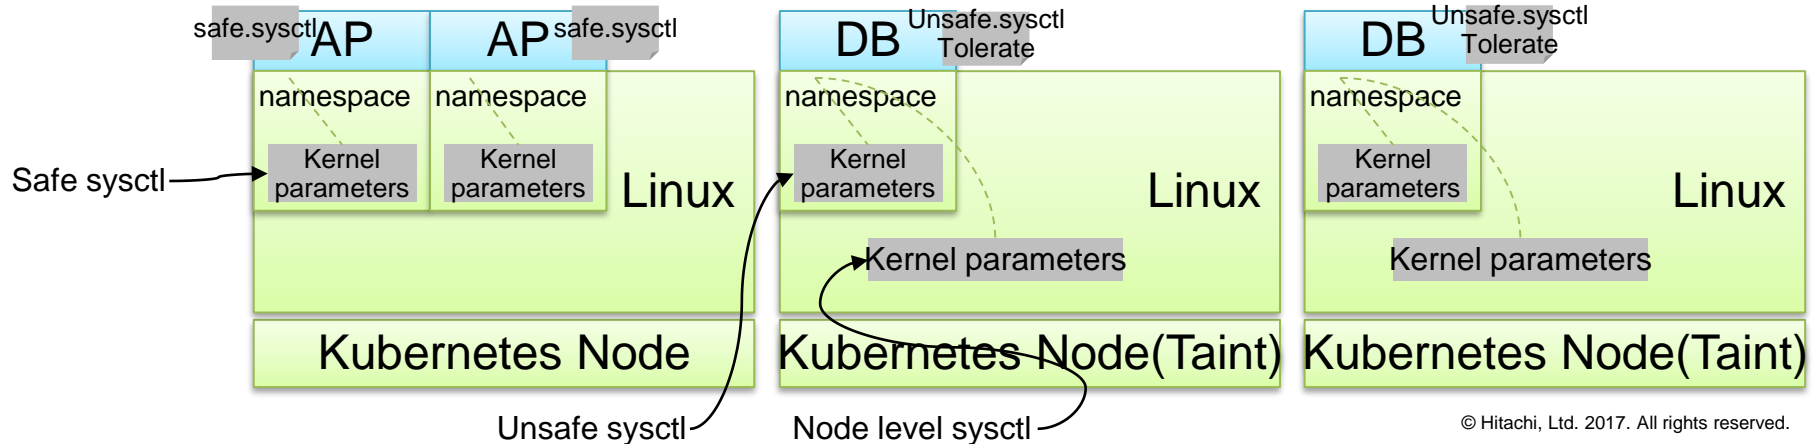 safe.sysctl
AP
AP
safe.sysctl
namespace
namespace
Kernel
parameters
Kernel
parameters
Linux
Safe sysctl
Kubernetes Node
DB
Unsafe.sysctl
Tolerate
namespace
Kernel
parameters
Linux
Kernel parameters
Kubernetes Node(Taint)
Unsafe sysctl
Node level sysctl
DB
Unsafe.sysctl
Tolerate
namespace
Kernel
parameters
Linux
Kernel parameters
Kubernetes Node(Taint)
© Hitachi, Ltd. 2017. All rights reserved.